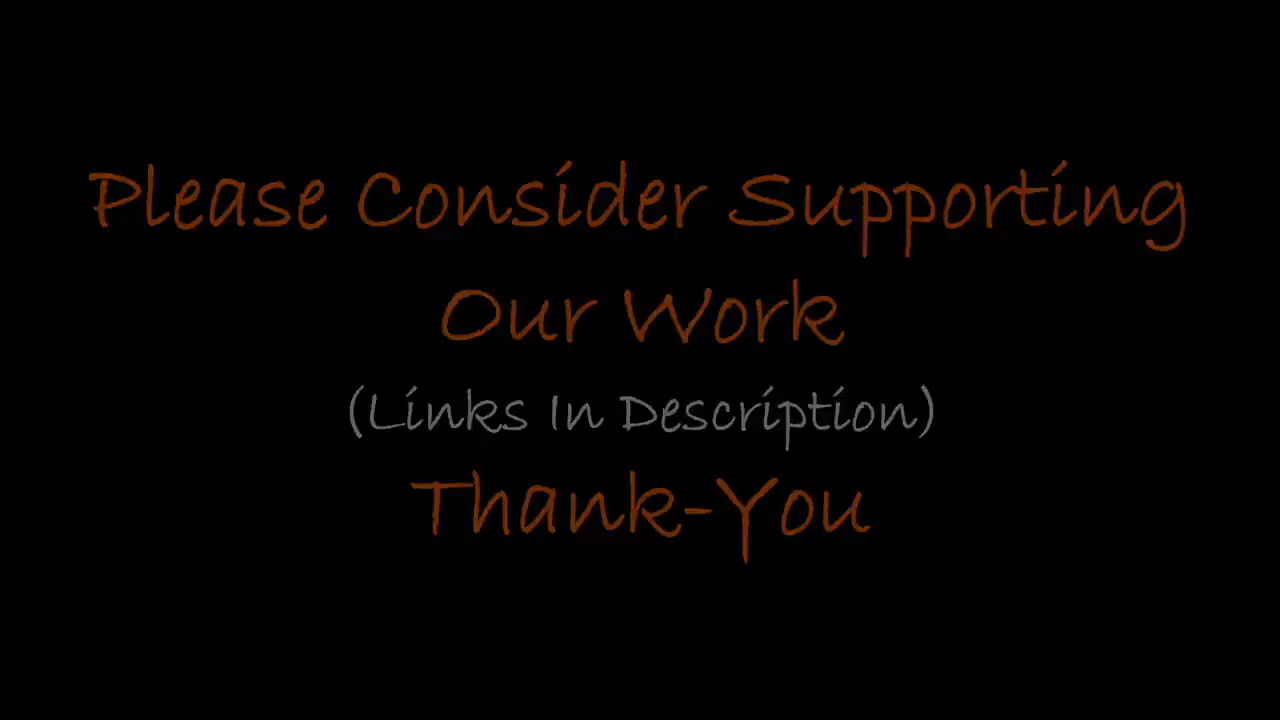 Please Consider Supporting
Our Work
(Links In Description)
Thank-You